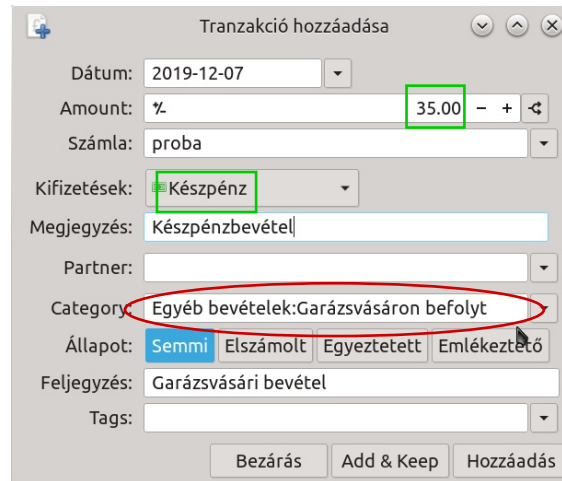 Tranzakció hozzáadása
Dátum: 2019-12-07
Amount: +/- 35.00 - +
Számla: proba
Kifizetések: Készpénz
Megjegyzés: Készpénzbevétel
Partner:
Category: Egyéb bevételek:Garázsvásáron befolyt
Állapot: Semmi Elszámolt Egyeztetett Emlékeztető
Feljegyzés: Garázsvásári bevétel
Tags:
Bezárás Add & Keep Hozzáadás